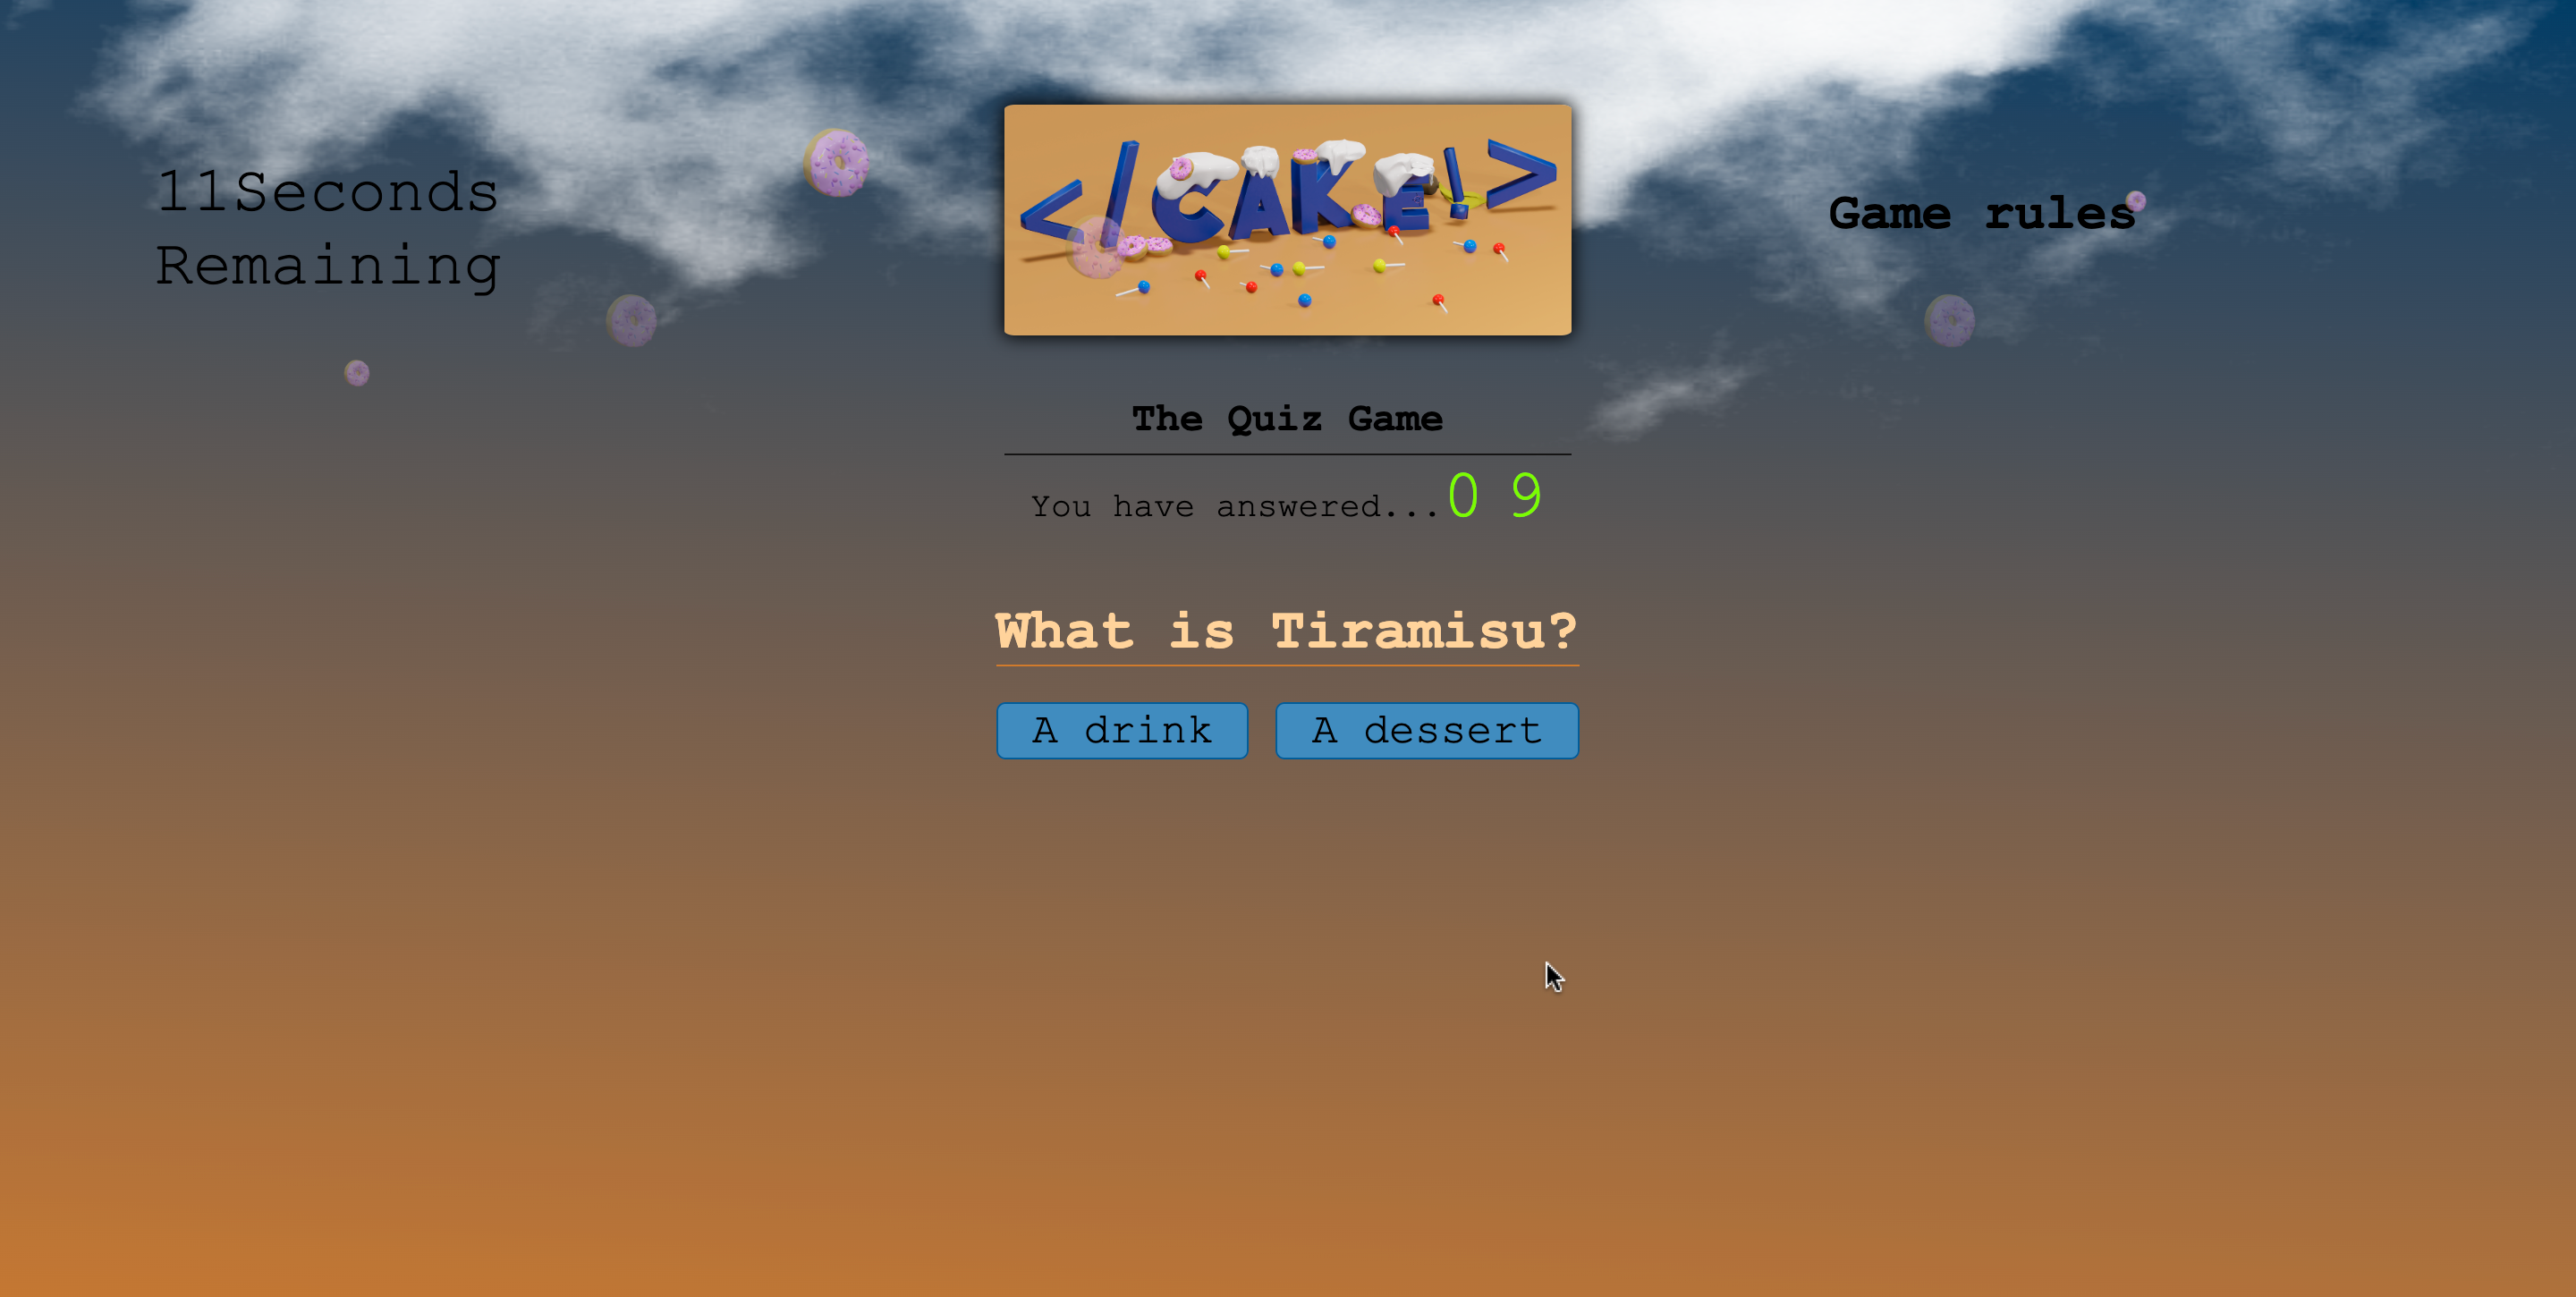 11Seconds
Remaining
</CAKE!>
Game rules
The Quiz Game
You have answered...0 9
What is Tiramisu?
A drink
A dessert